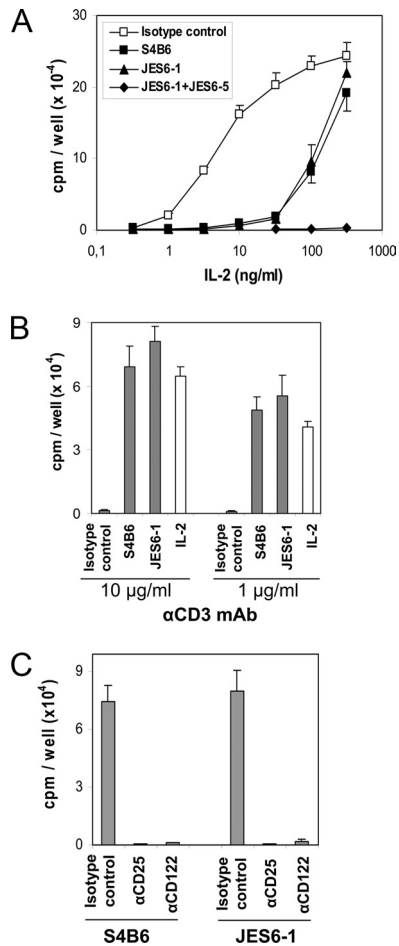 A
Isotype control
S4B6
JES6-1
JES6-1+JES6-5
cpm / well (x 10-4)
30
20
10
0
0,1 1 10 100 1000
IL-2 (ng/ml)
B
cpm / well (x 10⁴)
9
6
3
0
Isotype control
S4B6
JES6-1
IL-2
Isotype control
S4B6
JES6-1
IL-2
10 µg/ml 1 µg/ml
αCD3 mAb
C
cpm / well (x10⁴)
9
6
3
0
Isotype control
αCD25
αCD122
Isotype control
αCD25
αCD122
S4B6 JES6-1